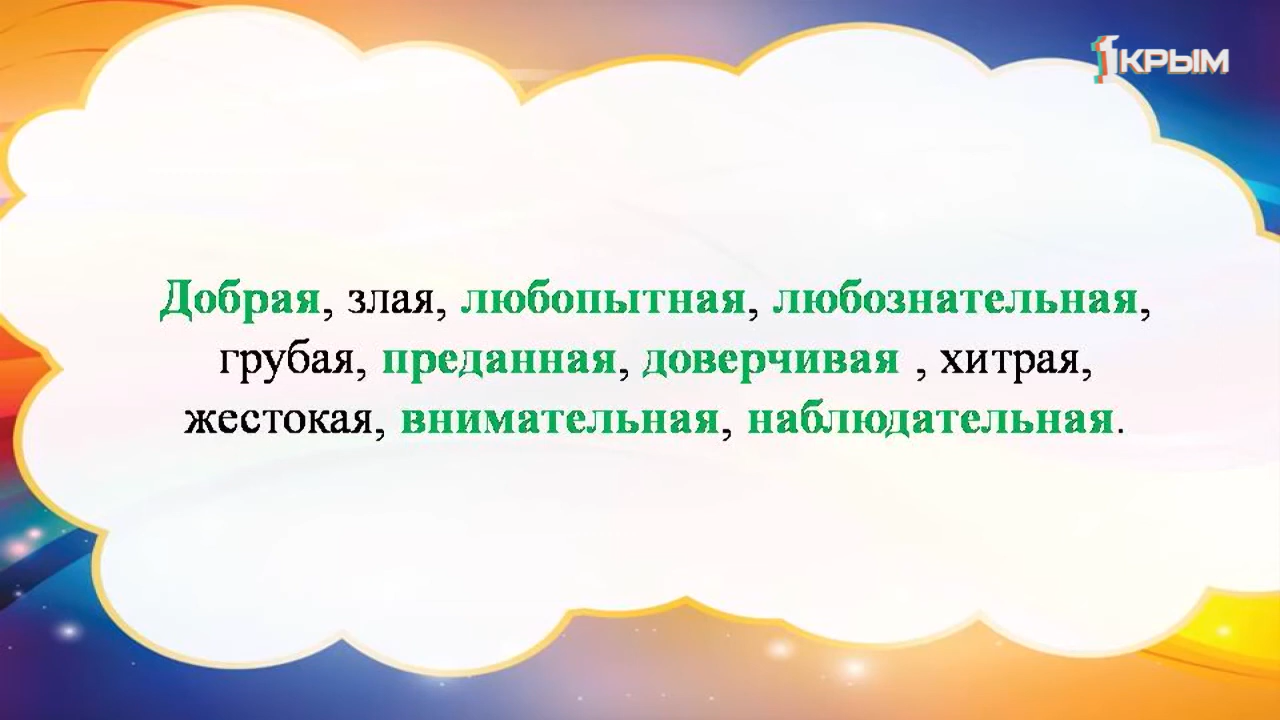 1КРЫМ
Добрая, злая, любопытная, любознательная,
грубая, преданная, доверчивая , хитрая,
жестокая, внимательная, наблюдательная.